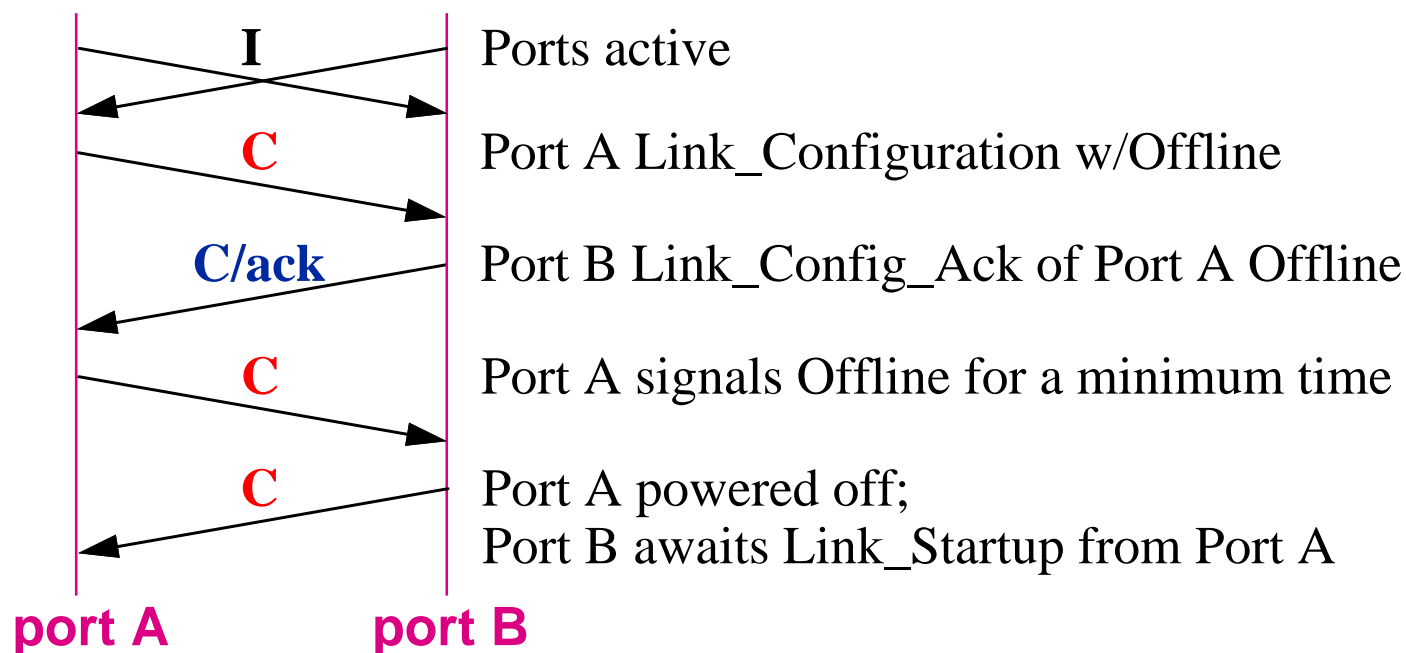 I Ports active
C Port A Link_Configuration w/Offline
C/ack Port B Link_Config_Ack of Port A Offline
C Port A signals Offline for a minimum time
C Port A powered off;
Port B awaits Link_Startup from Port A
port A port B